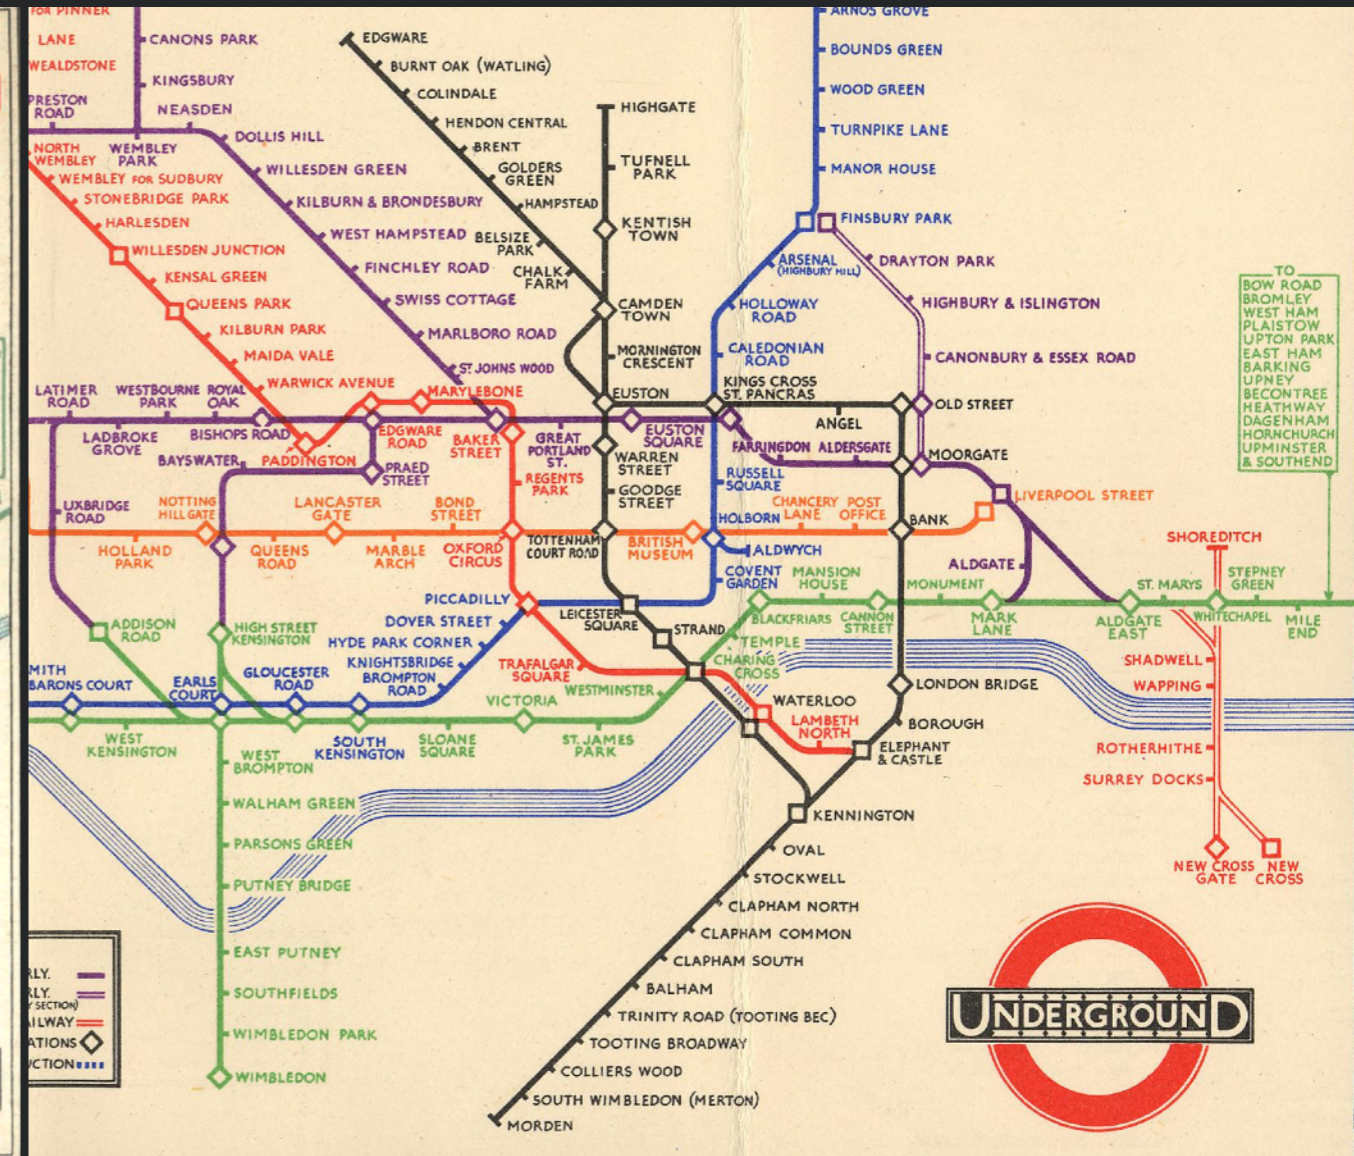 FOR PINNER
LANE
WEALDSTONE
PRESTON
ROAD
NORTH
WEMBLEY
CANONS PARK
KINGSBURY
NEASDEN
WEMBLEY
PARK
DOLLIS HILL
WILLESDEN GREEN
KILBURN & BRONDESBURY
WEST HAMPSTEAD
FINCHLEY ROAD
SWISS COTTAGE
MARLBORO ROAD
ST. JOHNS WOOD
WEMBLEY FOR SUDBURY
STONEBRIDGE PARK
HARLESDEN
WILLESDEN JUNCTION
KENSAL GREEN
QUEENS PARK
KILBURN PARK
MAIDA VALE
WARWICK AVENUE
EDGWARE
BURNT OAK (WATLING)
COLINDALE
HENDON CENTRAL
BRENT
GOLDERS
GREEN
HAMPSTEAD
BELSIZE
PARK
CHALK
FARM
HIGHGATE
TUFNELL
PARK
KENTISH
TOWN
CAMDEN
TOWN
MORNINGTON
CRESCENT
EUSTON
ARNOS GROVE
BOUNDS GREEN
WOOD GREEN
TURNPIKE LANE
MANOR HOUSE
FINSBURY PARK
ARSENAL
(HIGHBURY HILL)
HOLLOWAY
ROAD
CALEDONIAN
ROAD
KINGS CROSS
ST. PANCRAS
DRAYTON PARK
HIGHBURY & ISLINGTON
CANONBURY & ESSEX ROAD
OLD STREET
ANGEL
MOORGATE
TO
BOW ROAD
BROMLEY
WEST HAM
PLAISTOW
UPTON PARK
EAST HAM
BARKING
UPNEY
BECONTREE
HEATHWAY
DAGENHAM
HORNCHURCH
UPMINSTER
& SOUTHEND
LATIMER
ROAD
WESTBOURNE
PARK
ROYAL
OAK
MARYLEBONE
LADBROKE
GROVE
BISHOPS ROAD
PADDINGTON
EDGWARE
ROAD
BAKER
STREET
GREAT
PORTLAND
ST.
EUSTON
SQUARE
FARRINGDON
ALDERSGATE
BAYSWATER
PRAED
STREET
REGENTS
PARK
WARREN
STREET
GOODGE
STREET
RUSSELL
SQUARE
LIVERPOOL STREET
UXBRIDGE
ROAD
NOTTING
HILL GATE
LANCASTER
GATE
BOND
STREET
CHANCERY
LANE
POST
OFFICE
HOLBORN
BANK
HOLLAND
PARK
QUEENS
ROAD
MARBLE
ARCH
OXFORD
CIRCUS
TOTTENHAM
COURT ROAD
BRITISH
MUSEUM
ALDWYCH
ALDGATE
SHOREDITCH
COVENT
GARDEN
MANSION
HOUSE
MONUMENT
ST. MARYS
STEPNEY
GREEN
PICCADILLY
LEICESTER
SQUARE
BLACKFRIARS
CANNON
STREET
MARK
LANE
ALDGATE
EAST
WHITECHAPEL
MILE
END
ADDISON
ROAD
HIGH STREET
KENSINGTON
DOVER STREET
HYDE PARK CORNER
KNIGHTSBRIDGE
BROMPTON
ROAD
STRAND
TEMPLE
CHARING
CROSS
TRAFALGAR
SQUARE
WESTMINSTER
MITH
BARONS COURT
EARLS
COURT
GLOUCESTER
ROAD
VICTORIA
WATERLOO
LAMBETH
NORTH
LONDON BRIDGE
BOROUGH
ELEPHANT
& CASTLE
SHADWELL
WAPPING
ROTHERHITHE
SURREY DOCKS
NEW CROSS
GATE
NEW
CROSS
WEST
KENSINGTON
WEST
BROMPTON
SOUTH
KENSINGTON
SLOANE
SQUARE
ST. JAMES
PARK
WALHAM GREEN
PARSONS GREEN
PUTNEY BRIDGE
EAST PUTNEY
SOUTHFIELDS
WIMBLEDON PARK
WIMBLEDON
KENNINGTON
OVAL
STOCKWELL
CLAPHAM NORTH
CLAPHAM COMMON
CLAPHAM SOUTH
BALHAM
TRINITY ROAD (TOOTING BEC)
TOOTING BROADWAY
COLLIERS WOOD
SOUTH WIMBLEDON (MERTON)
MORDEN
RLY.
RLY.
Y SECTION)
AILWAY
ATIONS
UCTION
UNDERGROUND